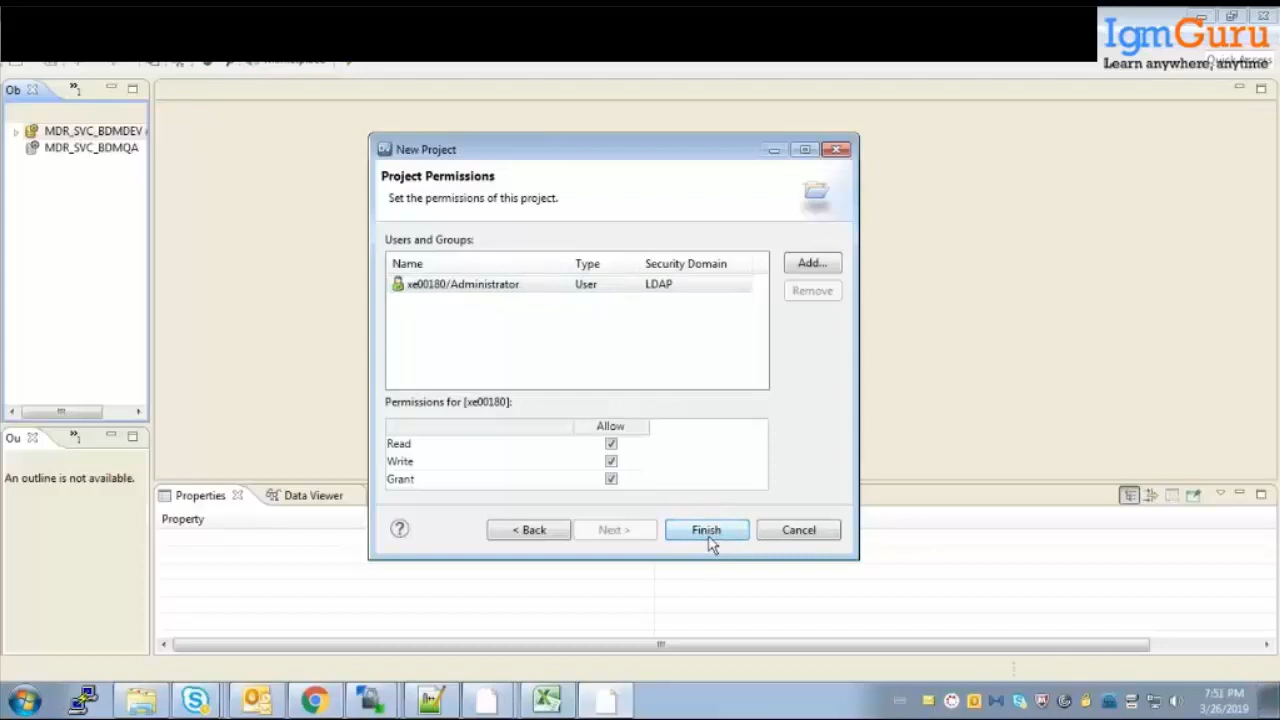 IgmGuru
Learn anywhere, anytime
Quick Access
Ob
MDR_SVC_BDMDEV
MDR_SVC_BDMQA
New Project
Project Permissions
Set the permissions of this project.
Users and Groups:
Name Type Security Domain
xe00180/Administrator User LDAP
Add...
Remove
Permissions for [xe00180]:
Allow
Read
Write
Grant
< Back Next > Finish Cancel
Ou
An outline is not available.
Properties Data Viewer
Property
7:51 PM
3/26/2019